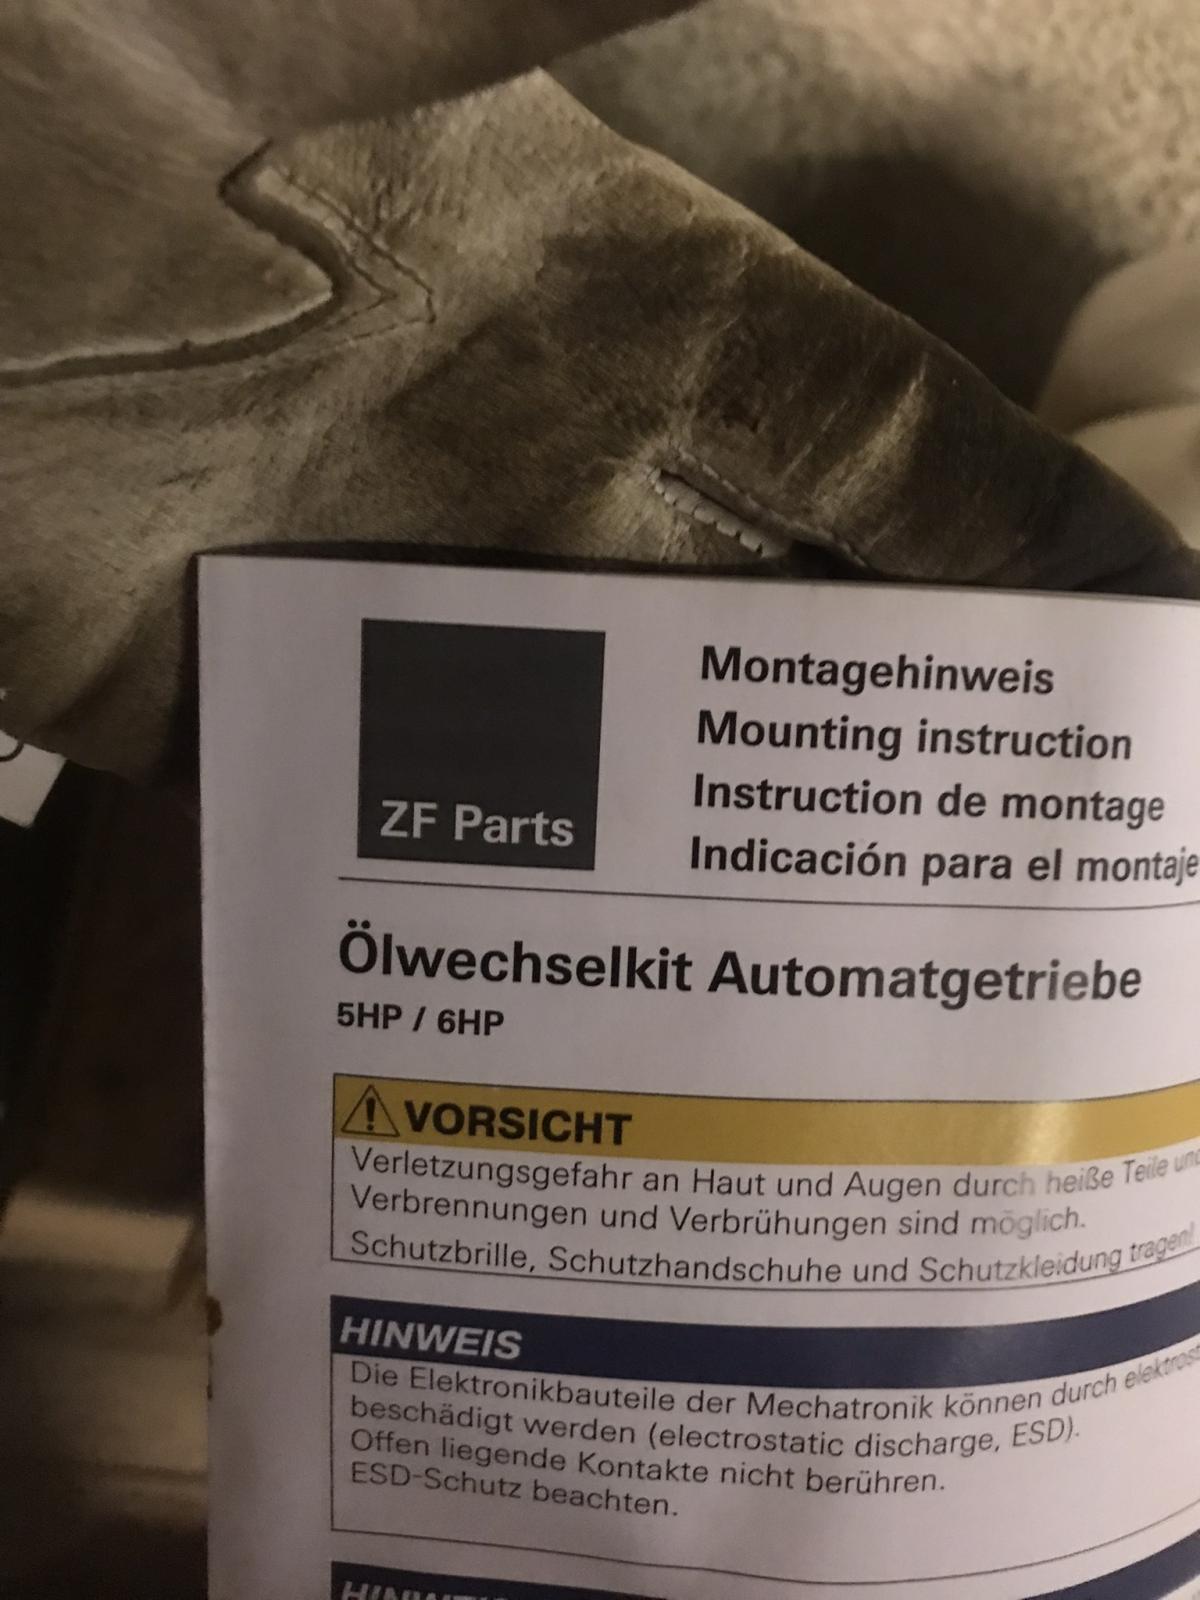 ZF Parts
Montagehinweis
Mounting instruction
Instruction de montage
Indicación para el montaje
Ölwechselkit Automatgetriebe
5HP / 6HP
VORSICHT
Verletzungsgefahr an Haut und Augen durch heiße Teile und
Verbrennungen und Verbrühungen sind möglich.
Schutzbrille, Schutzhandschuhe und Schutzkleidung tragen!
HINWEIS
Die Elektronikbauteile der Mechatronik können durch
beschädigt werden (electrostatic discharge, ESD).
Offen liegende Kontakte nicht berühren.
ESD-Schutz beachten.